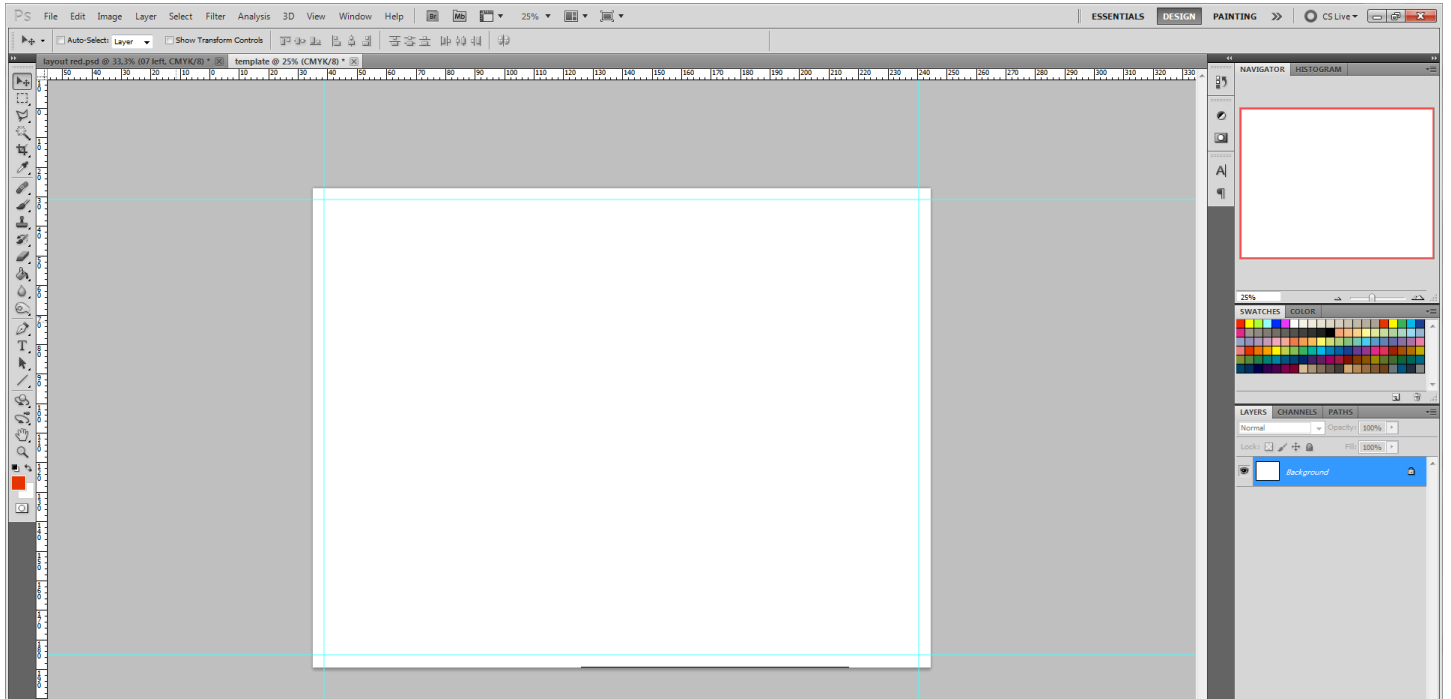 PS File Edit Image Layer Select Filter Analysis 3D View Window Help Br Mb 25% ESSENTIALS DESIGN PAINTING CS Live
Auto-Select: Layer Show Transform Controls
layout red.psd @ 33,3% (07 left, CMYK/8) * template @ 25% (CMYK/8) *
50 40 30 20 10 0 10 20 30 40 50 60 70 80 90 100 110 120 130 140 150 160 170 180 190 200 210 220 230 240 250 260 270 280 290 300 310 320 330
NAVIGATOR HISTOGRAM
A
T
25%
SWATCHES COLOR
LAYERS CHANNELS PATHS
Normal Opacity: 100%
Lock: Fill: 100%
Background